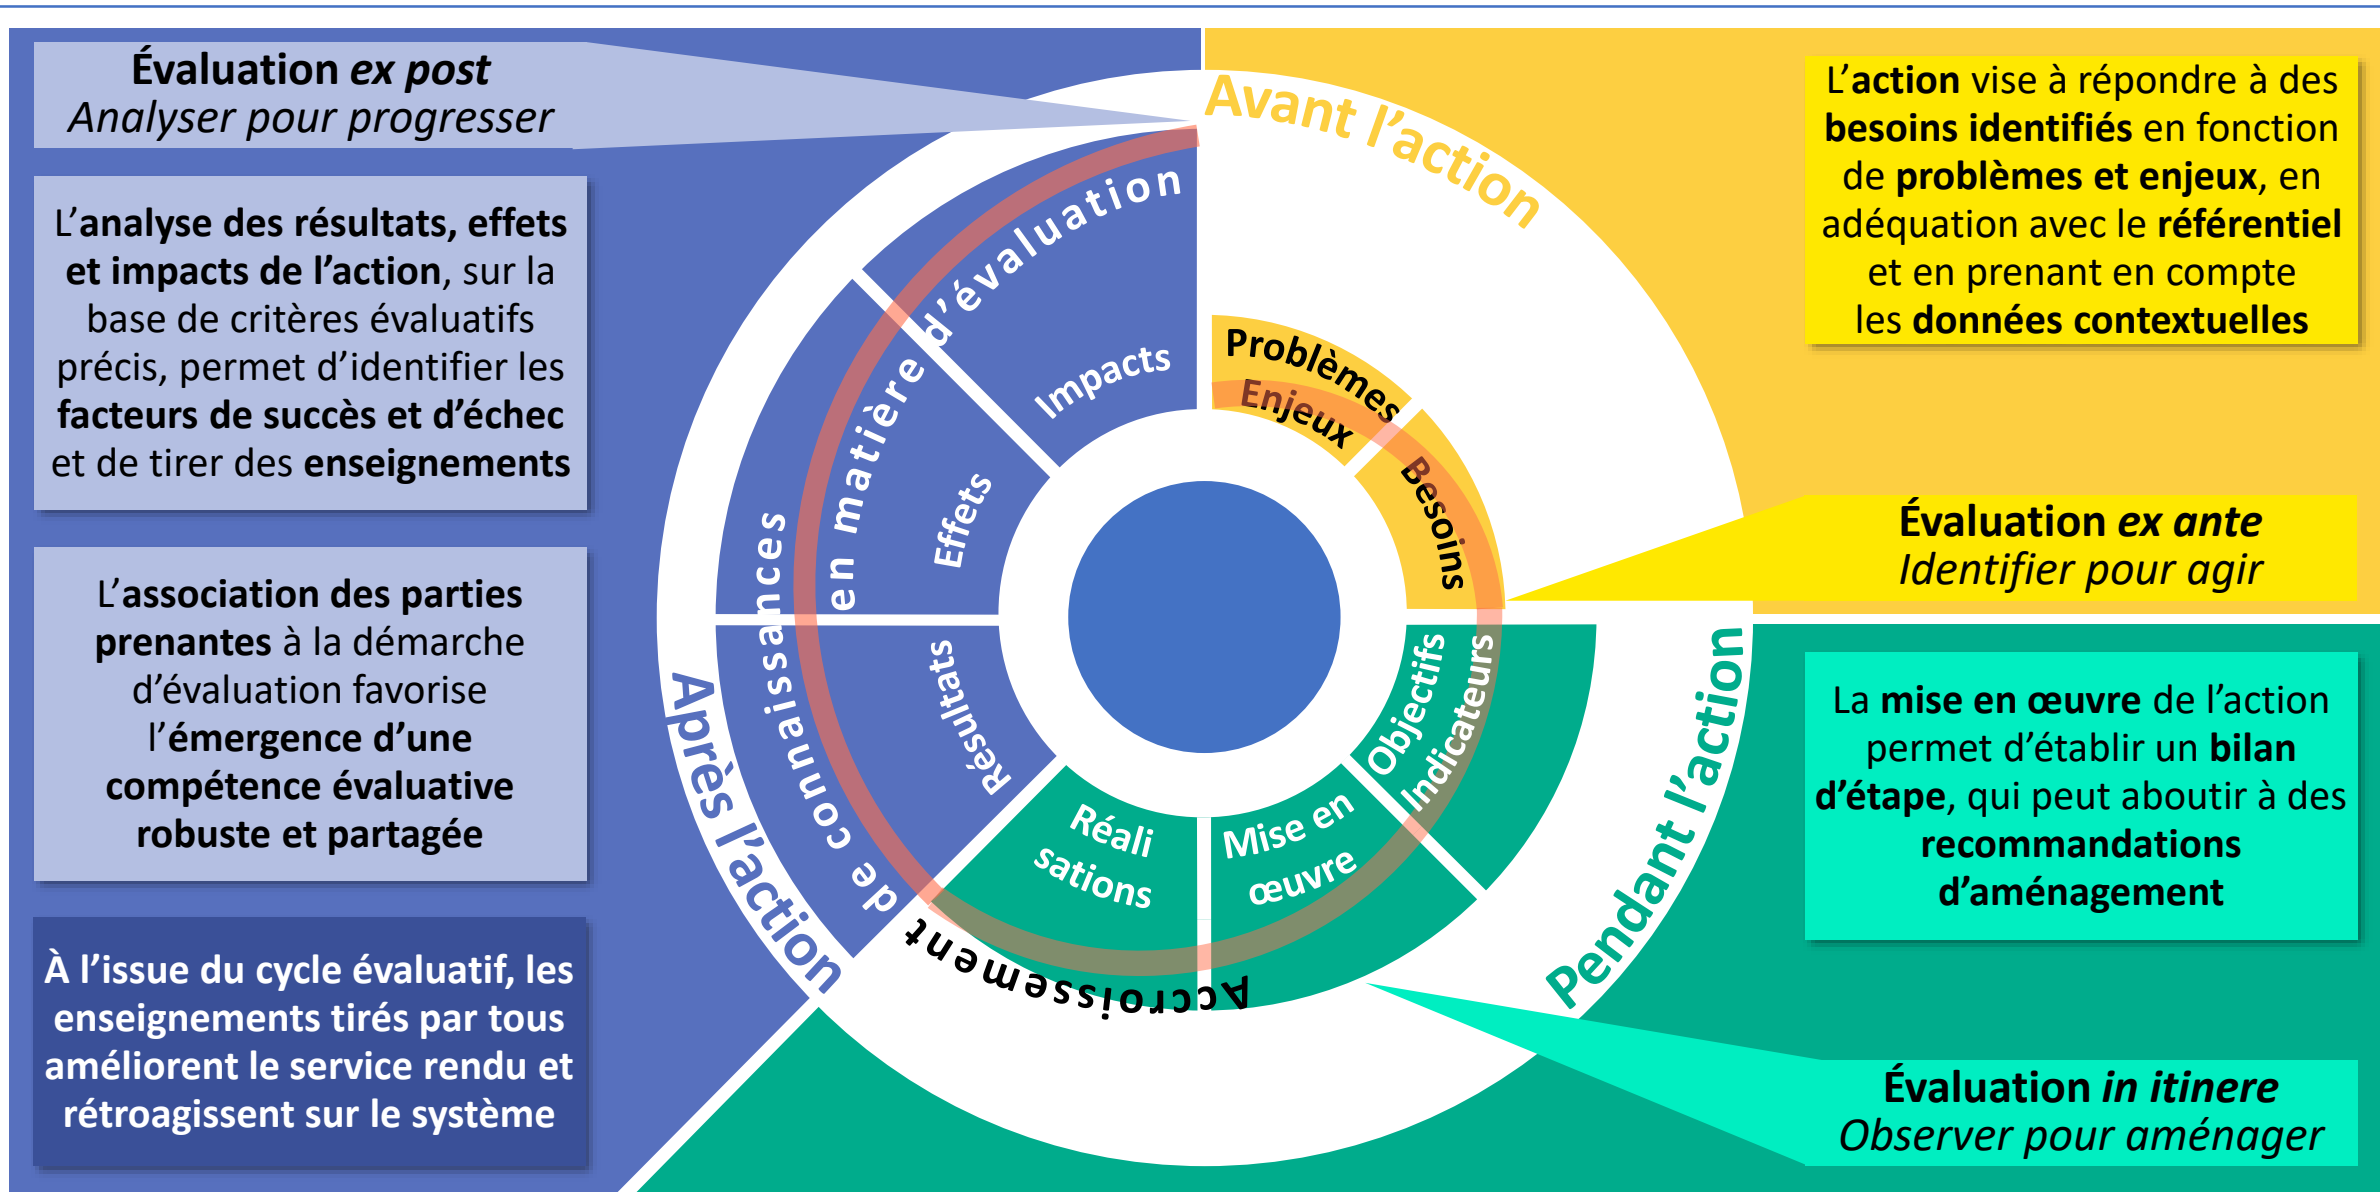 Évaluation ex post
Analyser pour progresser
L’analyse des résultats, effets
et impacts de l’action, sur la
base de critères évaluatifs
précis, permet d’identifier les
facteurs de succès et d’échec
et de tirer des enseignements
L’association des parties
prenantes à la démarche
d’évaluation favorise
l’émergence d’une
compétence évaluative
robuste et partagée
À l’issue du cycle évaluatif, les
enseignements tirés par tous
améliorent le service rendu et
rétroagissent sur le système
Avant l’action
Problèmes
Enjeux
Besoins
Pendant l’action
Objectifs
Indicateurs
Mise en
œuvre
Réali
sations
Après l’action
Résultats
Effets
Impacts
Accroissement
de connaissances
en matière d’évaluation
L’action vise à répondre à des
besoins identifiés en fonction
de problèmes et enjeux, en
adéquation avec le référentiel
et en prenant en compte
les données contextuelles
Évaluation ex ante
Identifier pour agir
La mise en œuvre de l’action
permet d’établir un bilan
d’étape, qui peut aboutir à des
recommandations
d’aménagement
Évaluation in itinere
Observer pour aménager